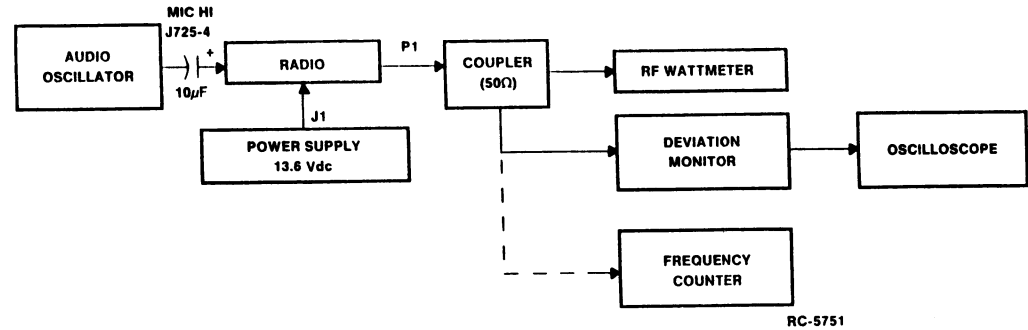 MIC HI
J725-4
AUDIO
OSCILLATOR
+
10µF
RADIO
P1
COUPLER
(50Ω)
RF WATTMETER
J1
POWER SUPPLY
13.6 Vdc
DEVIATION
MONITOR
OSCILLOSCOPE
FREQUENCY
COUNTER
RC-5751